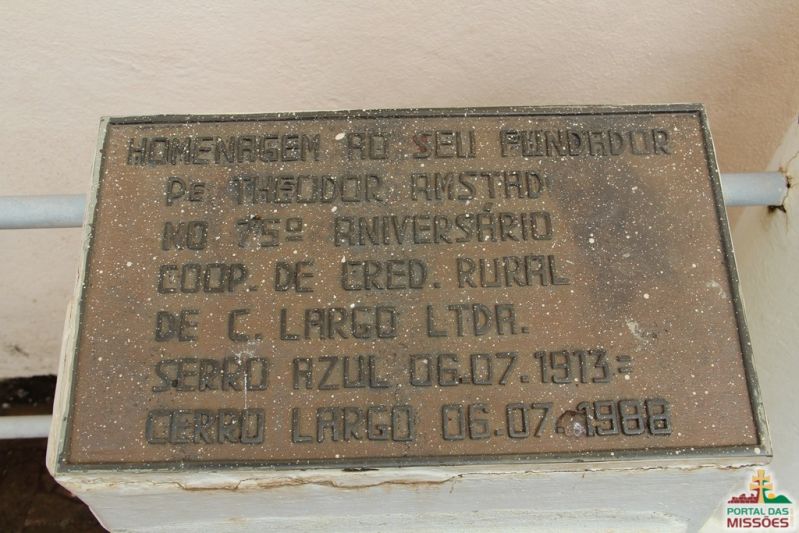 HOMENAGEM AO SEU FUNDADOR
Pe THEODOR AMSTAD
NO 75º ANIVERSÁRIO
COOP. DE CRED. RURAL
DE C. LARGO LTDA.
SERRO AZUL 06.07.1913=
CERRO LARGO 06.07.1988
PORTAL DAS
MISSÕES